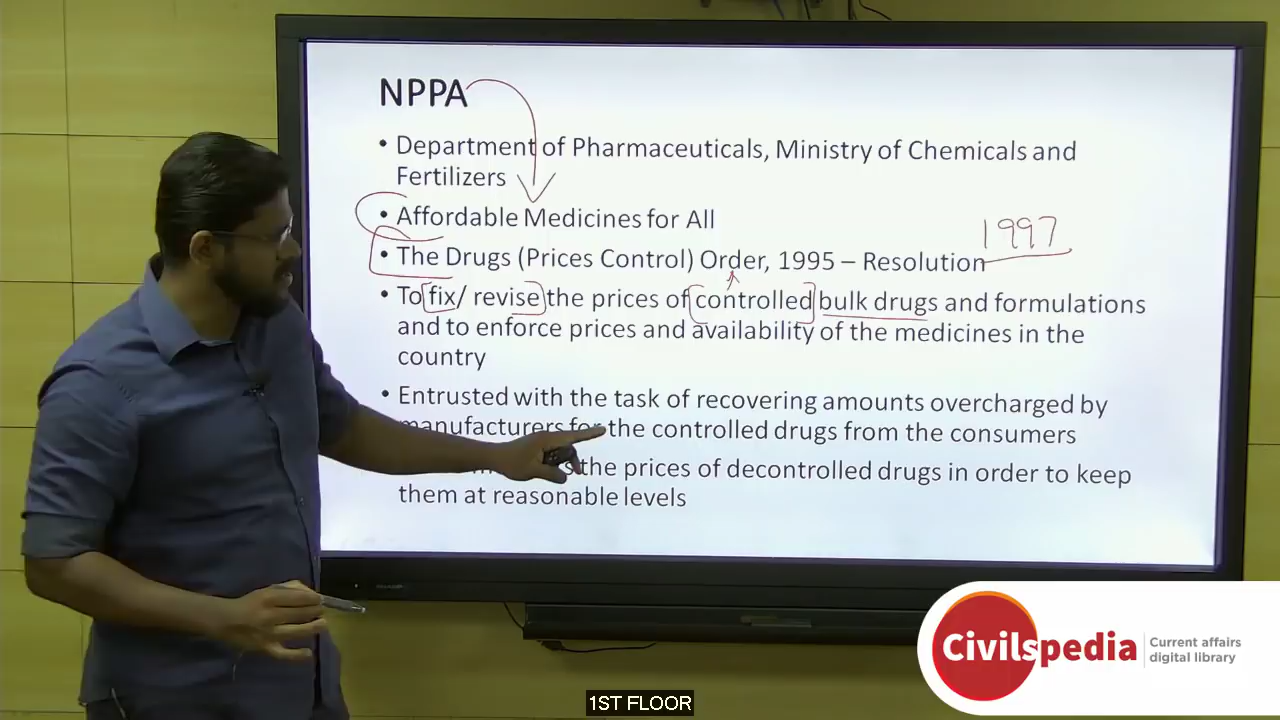 NPPA
• Department of Pharmaceuticals, Ministry of Chemicals and
Fertilizers
• Affordable Medicines for All
1997
• The Drugs (Prices Control) Order, 1995 – Resolution
• To fix/ revise the prices of controlled bulk drugs and formulations
and to enforce prices and availability of the medicines in the
country
• Entrusted with the task of recovering amounts overcharged by
manufacturers for the controlled drugs from the consumers
the prices of decontrolled drugs in order to keep
them at reasonable levels
Civilspedia
Current affairs
digital library
1ST FLOOR